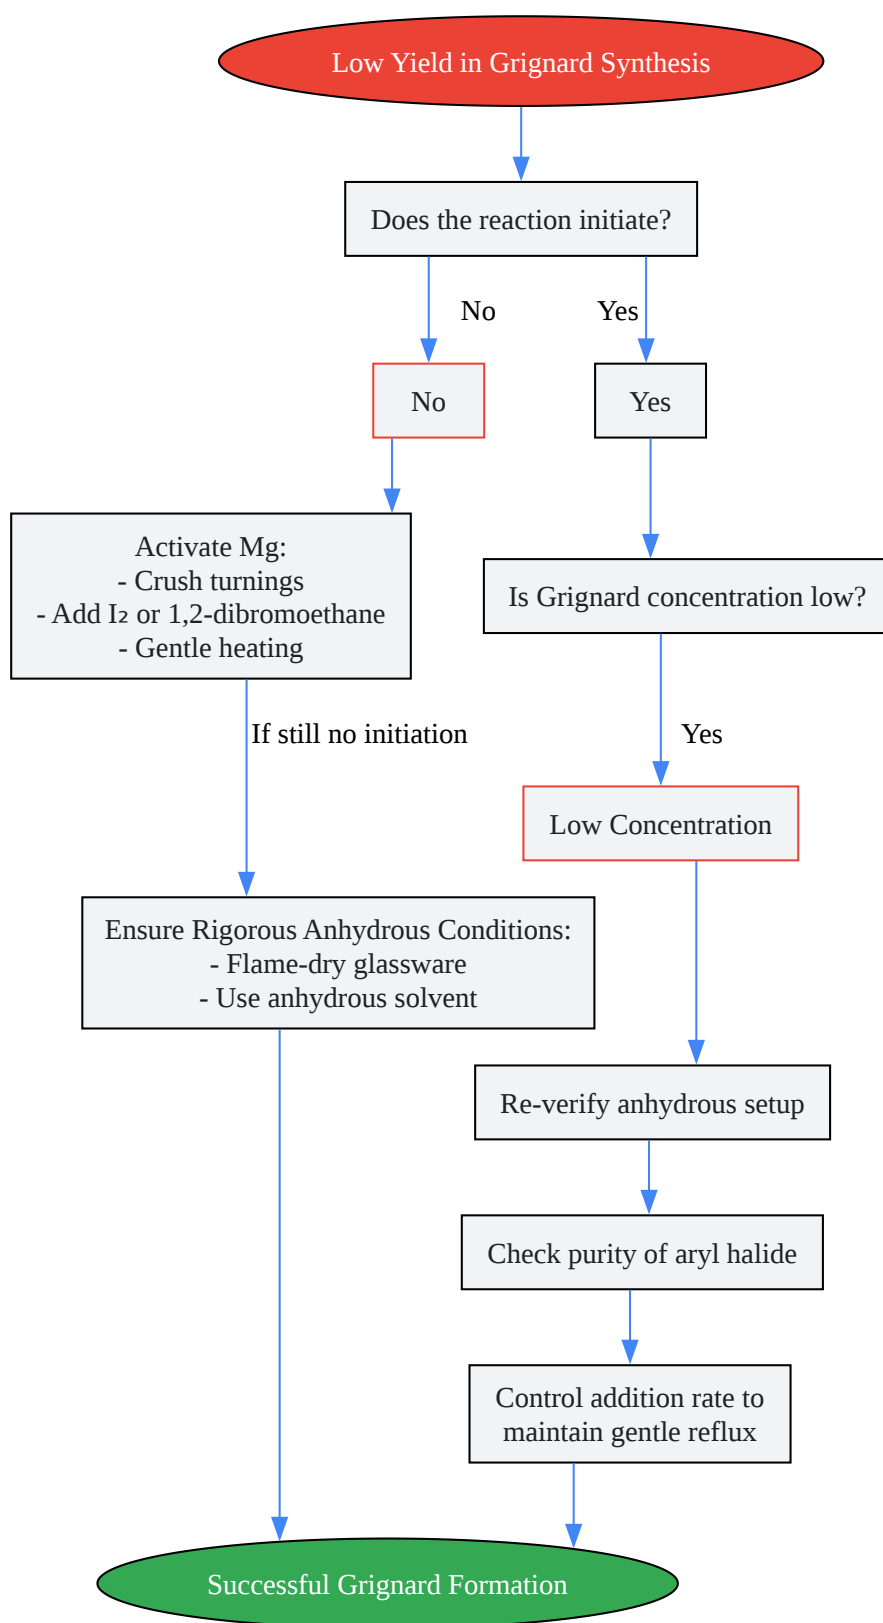 Low Yield in Grignard Synthesis
Does the reaction initiate?
No
Yes
No
Yes
Activate Mg:
- Crush turnings
- Add I₂ or 1,2-dibromoethane
- Gentle heating
Is Grignard concentration low?
If still no initiation
Yes
Low Concentration
Ensure Rigorous Anhydrous Conditions:
- Flame-dry glassware
- Use anhydrous solvent
Re-verify anhydrous setup
Check purity of aryl halide
Control addition rate to
maintain gentle reflux
Successful Grignard Formation